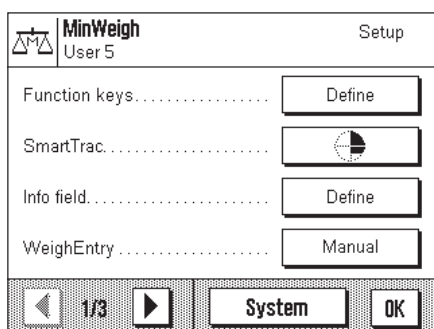 MinWeigh
Setup
User 5
Function keys.................. Define
SmartTrac......................
Info field........................ Define
WeighEntry................... Manual
1/3
System
OK